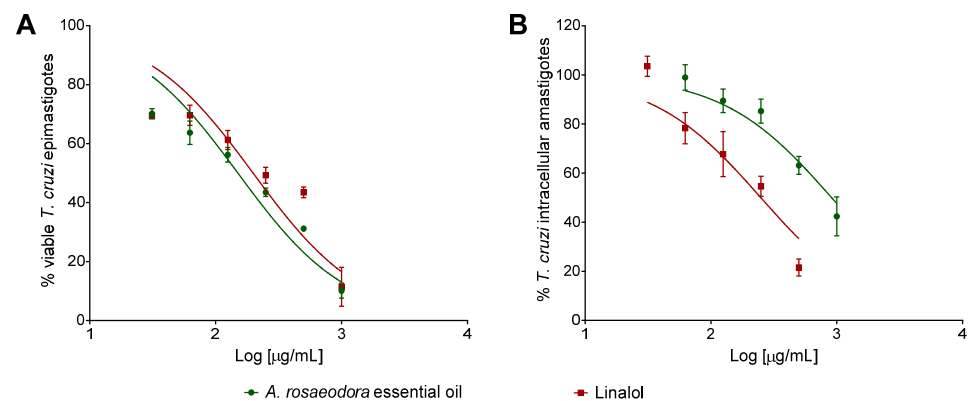 A
% viable T. cruzi epimastigotes
100
80
60
40
20
0
1 2 3 4
Log [µg/mL]
B
% T. cruzi intracellular amastigotes
120
100
80
60
40
20
0
1 2 3 4
Log [µg/mL]
A. rosaeodora essential oil
Linalol